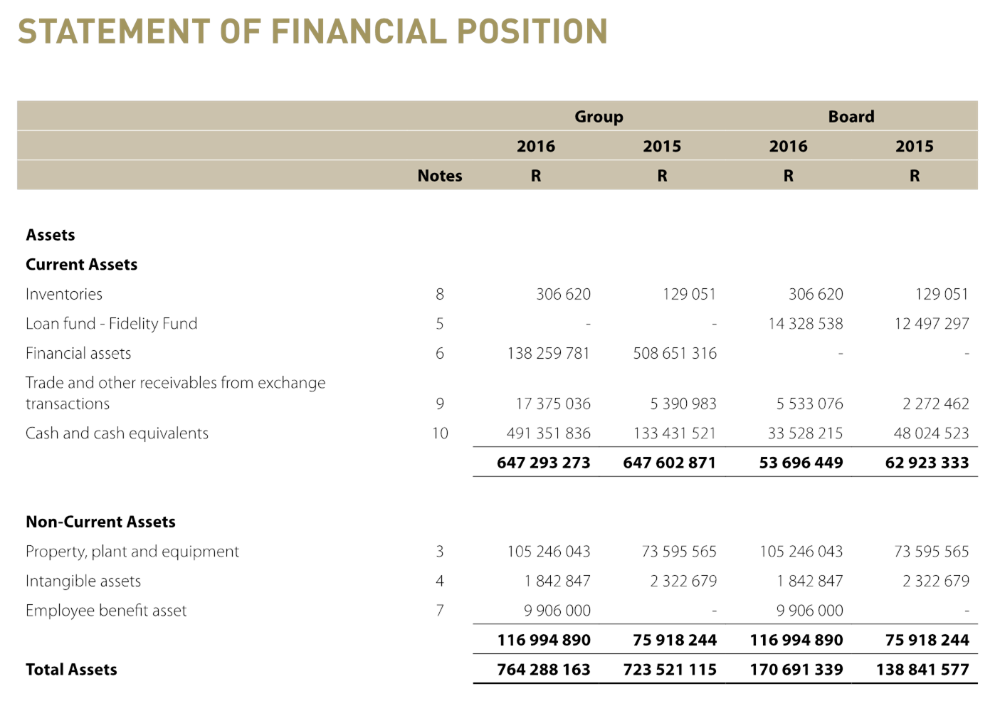 STATEMENT OF FINANCIAL POSITION
Group Board
2016 2015 2016 2015
Notes R R R R
Assets
Current Assets
Inventories 8 306 620 129 051 306 620 129 051
Loan fund - Fidelity Fund 5 - - 14 328 538 12 497 297
Financial assets 6 138 259 781 508 651 316 - -
Trade and other receivables from exchange
transactions 9 17 375 036 5 390 983 5 533 076 2 272 462
Cash and cash equivalents 10 491 351 836 133 431 521 33 528 215 48 024 523
647 293 273 647 602 871 53 696 449 62 923 333
Non-Current Assets
Property, plant and equipment 3 105 246 043 73 595 565 105 246 043 73 595 565
Intangible assets 4 1 842 847 2 322 679 1 842 847 2 322 679
Employee benefit asset 7 9 906 000 - 9 906 000 -
116 994 890 75 918 244 116 994 890 75 918 244
Total Assets 764 288 163 723 521 115 170 691 339 138 841 577